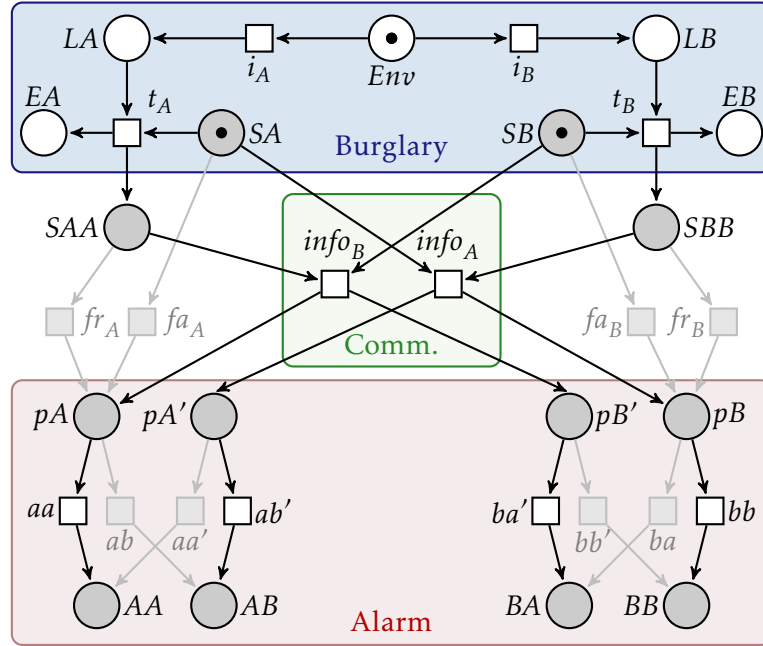 LA i_A Env i_B LB
EA t_A SA SB t_B EB
Burglary
SAA info_B info_A SBB
fr_A fa_A fa_B fr_B
Comm.
pA pA' pB' pB
aa ab aa' ab' ba' bb' ba bb
AA AB BA BB
Alarm